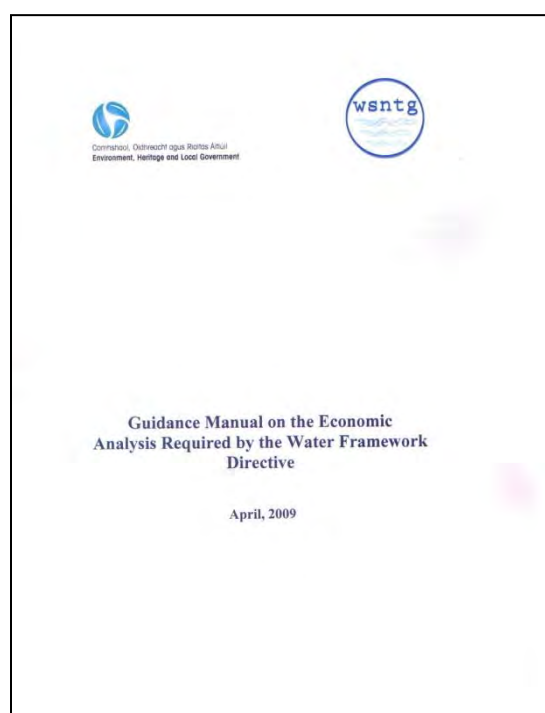 wsntg
Comhshaol, Oidhreacht agus Rialtas Áitiúil
Environment, Heritage and Local Government
Guidance Manual on the Economic
Analysis Required by the Water Framework
Directive
April, 2009